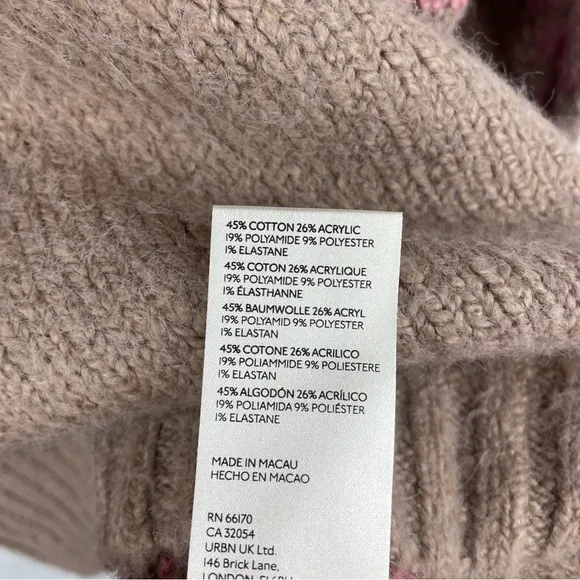 45% COTTON 26% ACRYLIC
19% POLYAMIDE 9% POLYESTER
1% ELASTANE
45% COTON 26% ACRYLIQUE
19% POLYAMIDE 9% POLYESTER
1% ÉLASTHANNE
45% BAUMWOLLE 26% ACRYL
19% POLYAMID 9% POLYESTER
1% ELASTAN
45% COTONE 26% ACRILICO
19% POLIAMMIDE 9% POLIESTERE
1% ELASTAN
45% ALGODÓN 26% ACRÍLICO
19% POLIAMIDA 9% POLIÉSTER
1% ELASTANE
MADE IN MACAU
HECHO EN MACAO
RN 66170
CA 32054
URBN UK Ltd.
146 Brick Lane,
LONDON, E1 6RU